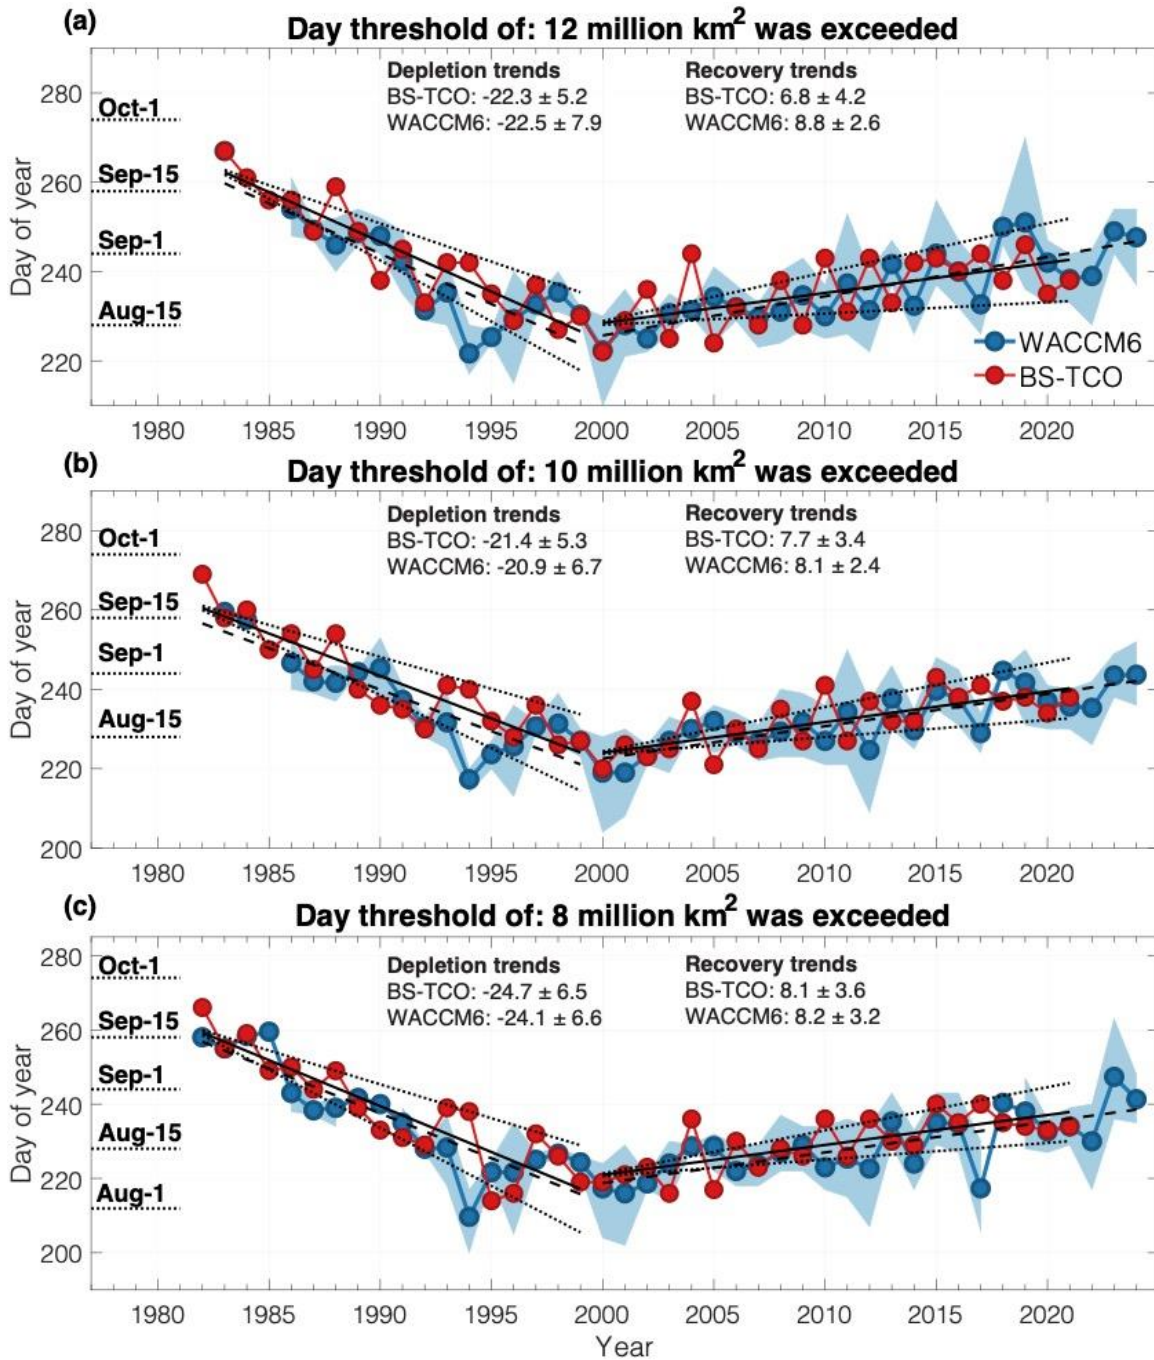 (a)
Day threshold of: 12 million km² was exceeded
Depletion trends
BS-TCO: -22.3 ± 5.2
WACCM6: -22.5 ± 7.9
Recovery trends
BS-TCO: 6.8 ± 4.2
WACCM6: 8.8 ± 2.6
Day of year
280
260
240
220
Oct-1
Sep-15
Sep-1
Aug-15
WACCM6
BS-TCO
1980 1985 1990 1995 2000 2005 2010 2015 2020
(b)
Day threshold of: 10 million km² was exceeded
Depletion trends
BS-TCO: -21.4 ± 5.3
WACCM6: -20.9 ± 6.7
Recovery trends
BS-TCO: 7.7 ± 3.4
WACCM6: 8.1 ± 2.4
Day of year
280
260
240
220
200
Oct-1
Sep-15
Sep-1
Aug-15
1980 1985 1990 1995 2000 2005 2010 2015 2020
(c)
Day threshold of: 8 million km² was exceeded
Depletion trends
BS-TCO: -24.7 ± 6.5
WACCM6: -24.1 ± 6.6
Recovery trends
BS-TCO: 8.1 ± 3.6
WACCM6: 8.2 ± 3.2
Day of year
280
260
240
220
200
Oct-1
Sep-15
Sep-1
Aug-15
Aug-1
1980 1985 1990 1995 2000 2005 2010 2015 2020
Year